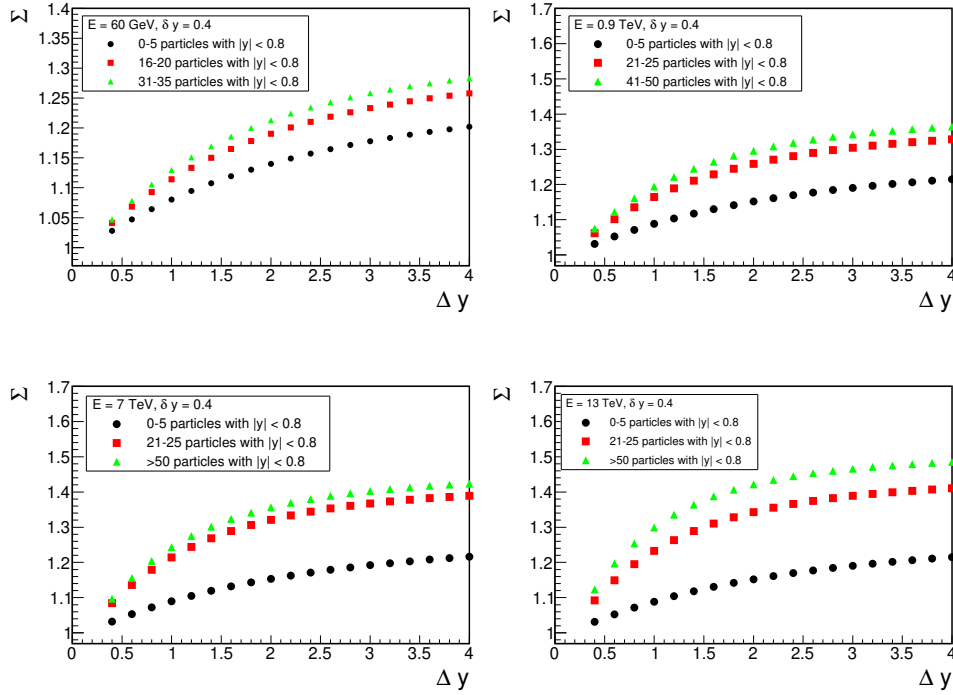 Σ
1.4
1.35
1.3
1.25
1.2
1.15
1.1
1.05
1
E = 60 GeV, δ y = 0.4
0-5 particles with |y| < 0.8
16-20 particles with |y| < 0.8
31-35 particles with |y| < 0.8
0 0.5 1 1.5 2 2.5 3 3.5 4
Δ y
Σ
1.7
1.6
1.5
1.4
1.3
1.2
1.1
1
E = 0.9 TeV, δ y = 0.4
0-5 particles with |y| < 0.8
21-25 particles with |y| < 0.8
41-50 particles with |y| < 0.8
0 0.5 1 1.5 2 2.5 3 3.5 4
Δ y
Σ
1.7
1.6
1.5
1.4
1.3
1.2
1.1
1
E = 7 TeV, δ y = 0.4
0-5 particles with |y| < 0.8
21-25 particles with |y| < 0.8
>50 particles with |y| < 0.8
0 0.5 1 1.5 2 2.5 3 3.5 4
Δ y
Σ
1.7
1.6
1.5
1.4
1.3
1.2
1.1
1
E = 13 TeV, δ y = 0.4
0-5 particles with |y| < 0.8
21-25 particles with |y| < 0.8
>50 particles with |y| < 0.8
0 0.5 1 1.5 2 2.5 3 3.5 4
Δ y